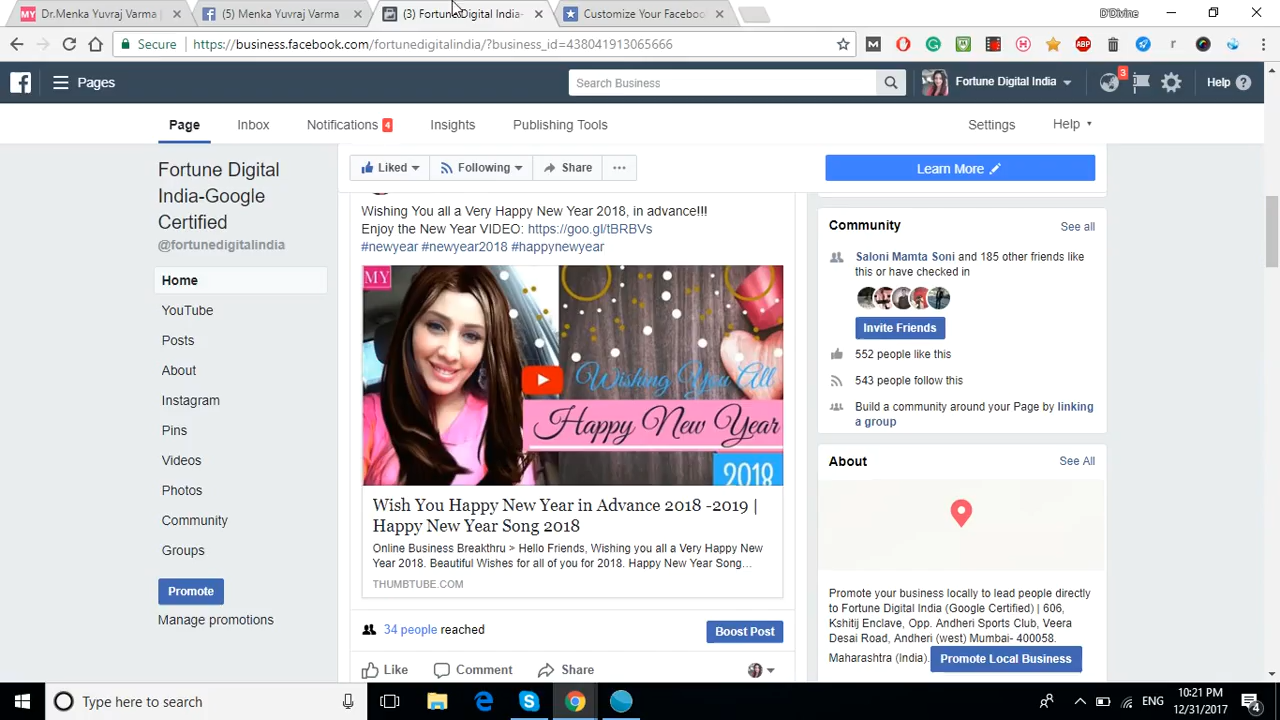 Dr.Menka Yuvraj Varma |
(5) Menka Yuvraj Varma
(3) Fortune Digital India-
Customize Your Faceboo
D'Divine
Secure
https://business.facebook.com/fortunedigitalindia/?business_id=438041913065666
Pages
Search Business
Fortune Digital India
3
Help
Page
Inbox
Notifications 4
Insights
Publishing Tools
Settings
Help
Fortune Digital
India-Google
Certified
@fortunedigitalindia
Home
YouTube
Posts
About
Instagram
Pins
Videos
Photos
Community
Groups
Promote
Manage promotions
Liked
Following
Share
Learn More
Wishing You all a Very Happy New Year 2018, in advance!!!
Enjoy the New Year VIDEO: https://goo.gl/tBRBVs
#newyear #newyear2018 #happynewyear
MY
Wishing You All
Happy New Year
2018
Wish You Happy New Year in Advance 2018 -2019 |
Happy New Year Song 2018
Online Business Breakthru > Hello Friends, Wishing you all a Very Happy New
Year 2018. Beautiful Wishes for all of you for 2018. Happy New Year Song...
THUMBTUBE.COM
34 people reached
Boost Post
Like
Comment
Share
Community
See all
Saloni Mamta Soni and 185 other friends like
this or have checked in
Invite Friends
552 people like this
543 people follow this
Build a community around your Page by linking
a group
About
See All
Promote your business locally to lead people directly
to Fortune Digital India (Google Certified) | 606,
Kshitij Enclave, Opp. Andheri Sports Club, Veera
Desai Road, Andheri (west) Mumbai- 400058.
Maharashtra (India).
Promote Local Business
Type here to search
ENG
10:21 PM
12/31/2017
4